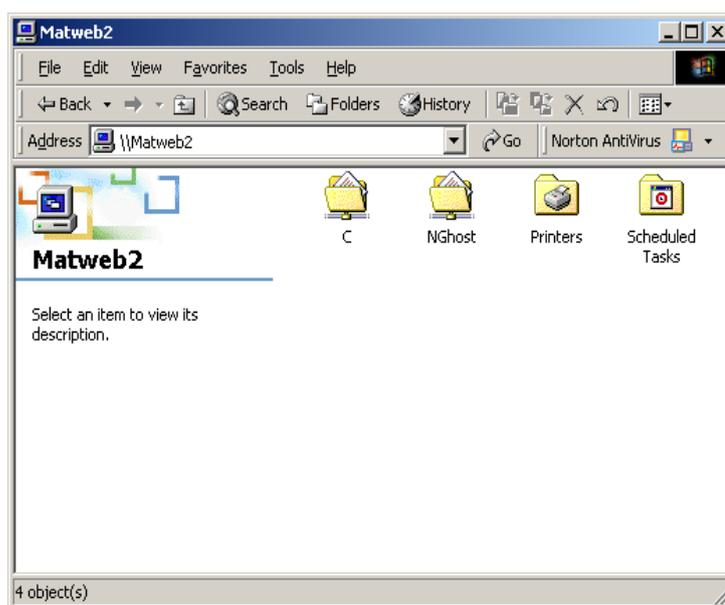 Matweb2
File Edit View Favorites Tools Help
Back Search Folders History
Address \\Matweb2 Go Norton AntiVirus
C NGhost Printers Scheduled
Tasks
Matweb2
Select an item to view its
description.
4 object(s)